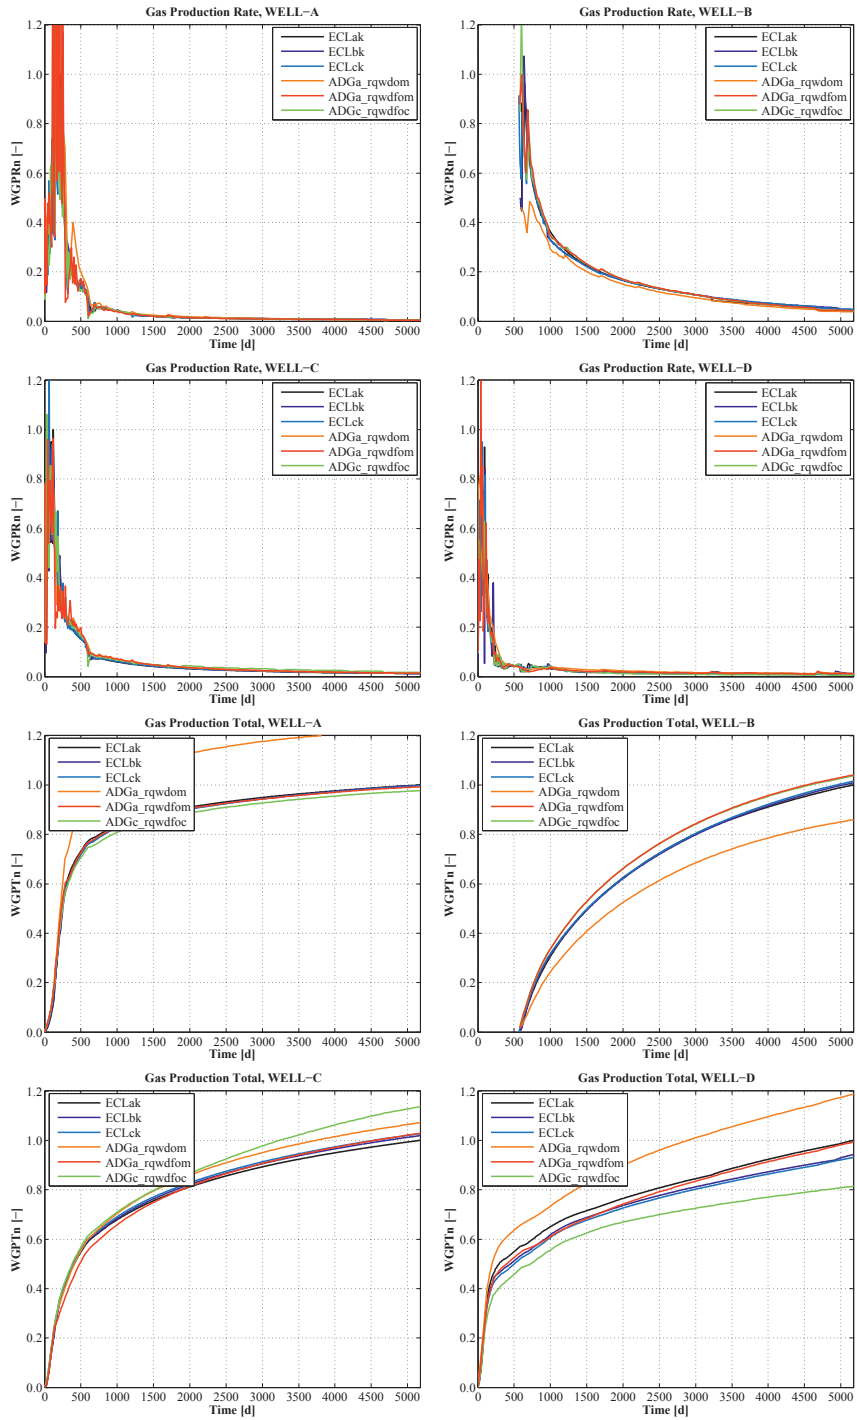 Gas Production Rate, WELL−A
ECLak
ECLbk
ECLck
ADGa_rqwdom
ADGa_rqwdfom
ADGc_rqwdfoc
WGPRn [−]
1.2
1.0
0.8
0.6
0.4
0.2
0.0
0 500 1000 1500 2000 2500 3000 3500 4000 4500 5000
Time [d]
Gas Production Rate, WELL−B
ECLak
ECLbk
ECLck
ADGa_rqwdom
ADGa_rqwdfom
ADGc_rqwdfoc
WGPRn [−]
1.2
1.0
0.8
0.6
0.4
0.2
0.0
0 500 1000 1500 2000 2500 3000 3500 4000 4500 5000
Time [d]
Gas Production Rate, WELL−C
ECLak
ECLbk
ECLck
ADGa_rqwdom
ADGa_rqwdfom
ADGc_rqwdfoc
WGPRn [−]
1.2
1.0
0.8
0.6
0.4
0.2
0.0
0 500 1000 1500 2000 2500 3000 3500 4000 4500 5000
Time [d]
Gas Production Rate, WELL−D
ECLak
ECLbk
ECLck
ADGa_rqwdom
ADGa_rqwdfom
ADGc_rqwdfoc
WGPRn [−]
1.2
1.0
0.8
0.6
0.4
0.2
0.0
0 500 1000 1500 2000 2500 3000 3500 4000 4500 5000
Time [d]
Gas Production Total, WELL−A
ECLak
ECLbk
ECLck
ADGa_rqwdom
ADGa_rqwdfom
ADGc_rqwdfoc
WGPTn [−]
1.2
1.0
0.8
0.6
0.4
0.2
0.0
0 500 1000 1500 2000 2500 3000 3500 4000 4500 5000
Time [d]
Gas Production Total, WELL−B
ECLak
ECLbk
ECLck
ADGa_rqwdom
ADGa_rqwdfom
ADGc_rqwdfoc
WGPTn [−]
1.2
1.0
0.8
0.6
0.4
0.2
0.0
0 500 1000 1500 2000 2500 3000 3500 4000 4500 5000
Time [d]
Gas Production Total, WELL−C
ECLak
ECLbk
ECLck
ADGa_rqwdom
ADGa_rqwdfom
ADGc_rqwdfoc
WGPTn [−]
1.2
1.0
0.8
0.6
0.4
0.2
0.0
0 500 1000 1500 2000 2500 3000 3500 4000 4500 5000
Time [d]
Gas Production Total, WELL−D
ECLak
ECLbk
ECLck
ADGa_rqwdom
ADGa_rqwdfom
ADGc_rqwdfoc
WGPTn [−]
1.2
1.0
0.8
0.6
0.4
0.2
0.0
0 500 1000 1500 2000 2500 3000 3500 4000 4500 5000
Time [d]